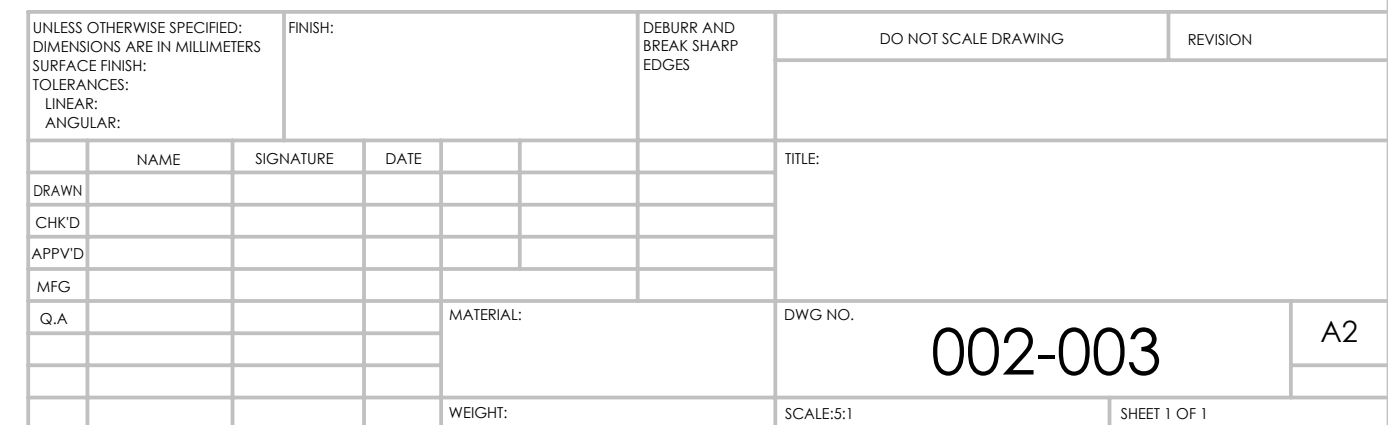 UNLESS OTHERWISE SPECIFIED:
DIMENSIONS ARE IN MILLIMETERS
SURFACE FINISH:
TOLERANCES:
LINEAR:
ANGULAR:
FINISH:
DEBURR AND
BREAK SHARP
EDGES
DO NOT SCALE DRAWING
REVISION
NAME
SIGNATURE
DATE
DRAWN
CHK'D
APPV'D
MFG
Q.A
TITLE:
MATERIAL:
DWG NO.
002-003
A2
WEIGHT:
SCALE:5:1
SHEET 1 OF 1